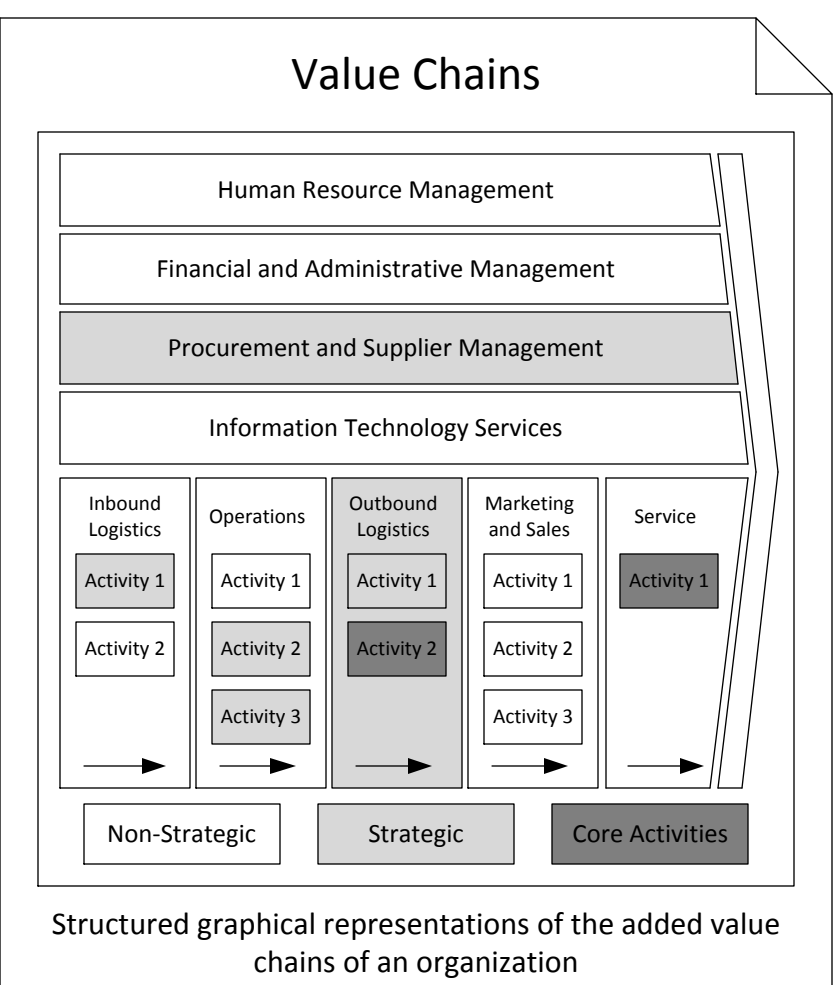 Value Chains
Human Resource Management
Financial and Administrative Management
Procurement and Supplier Management
Information Technology Services
Inbound
Logistics
Activity 1
Activity 2
Operations
Activity 1
Activity 2
Activity 3
Outbound
Logistics
Activity 1
Activity 2
Marketing
and Sales
Activity 1
Activity 2
Activity 3
Service
Activity 1
Non-Strategic
Strategic
Core Activities
Structured graphical representations of the added value
chains of an organization